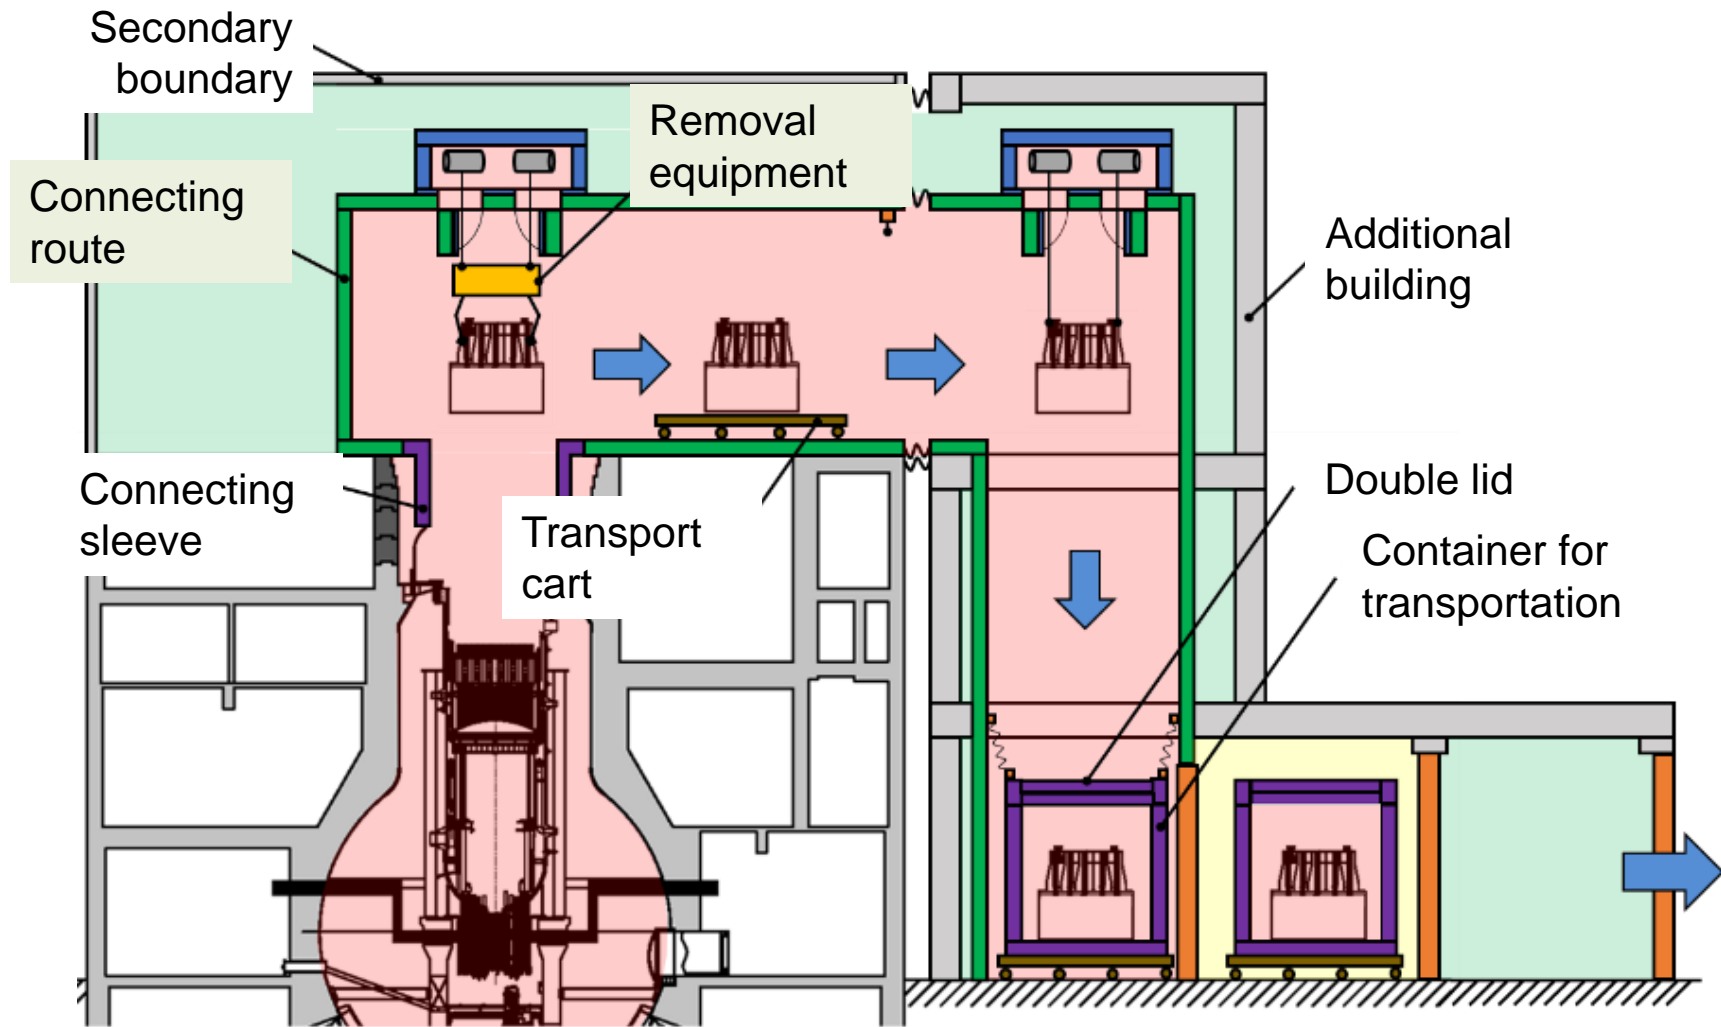 Secondary
boundary
Removal
equipment
Connecting
route
Additional
building
Connecting
sleeve
Transport
cart
Double lid
Container for
transportation